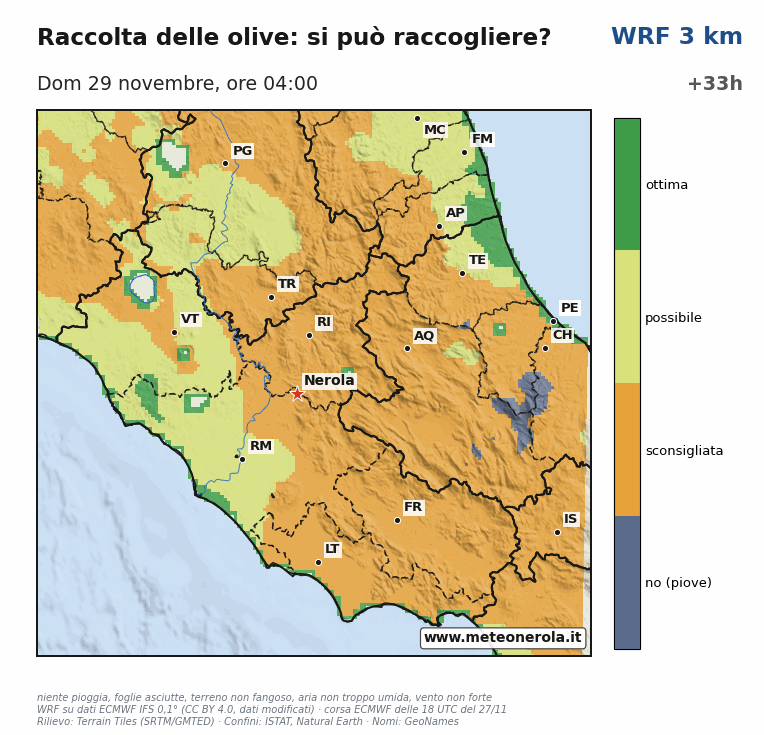 Raccolta delle olive: si può raccogliere?
WRF 3 km
Dom 29 novembre, ore 04:00
+33h
MC
FM
PG
AP
TE
TR
PE
VT
RI
AQ
CH
Nerola
RM
FR
IS
LT
www.meteonerola.it
ottima
possibile
sconsigliata
no (piove)
niente pioggia, foglie asciutte, terreno non fangoso, aria non troppo umida, vento non forte
WRF su dati ECMWF IFS 0,1° (CC BY 4.0, dati modificati) · corsa ECMWF delle 18 UTC del 27/11
Rilievo: Terrain Tiles (SRTM/GMTED) · Confini: ISTAT, Natural Earth · Nomi: GeoNames